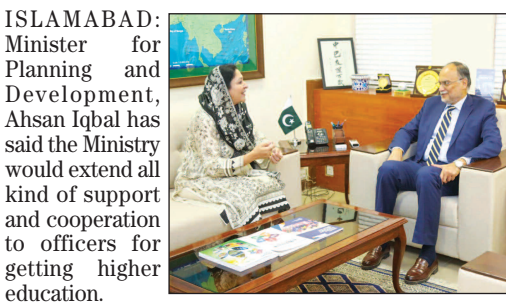 ISLAMABAD:
Minister for
Planning and
Development,
Ahsan Iqbal has
said the Ministry
would extend all
kind of support
and cooperation
to officers for
getting higher
education.